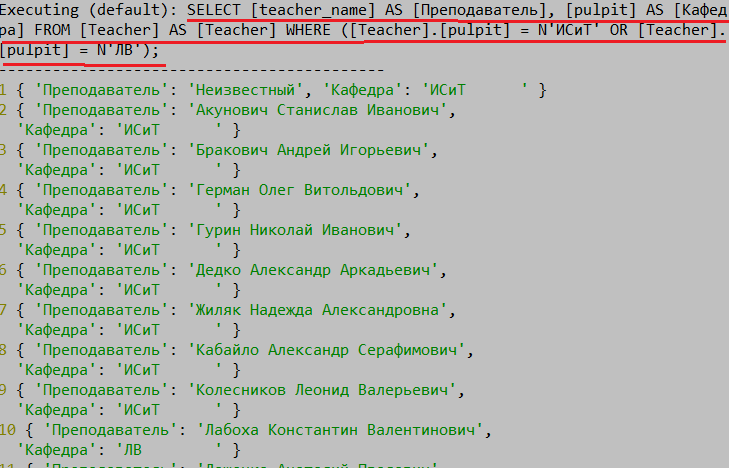 Executing (default): SELECT [teacher_name] AS [Преподаватель], [pulpit] AS [Кафед
ра] FROM [Teacher] AS [Teacher] WHERE ([Teacher].[pulpit] = N'ИСиТ' OR [Teacher].
[pulpit] = N'ЛВ');
-------------------------------------------
1 { 'Преподаватель': 'Неизвестный', 'Кафедра': 'ИСиТ      ' }
2 { 'Преподаватель': 'Акунович Станислав Иванович',
'Кафедра': 'ИСиТ      ' }
3 { 'Преподаватель': 'Бракович Андрей Игорьевич',
'Кафедра': 'ИСиТ      ' }
4 { 'Преподаватель': 'Герман Олег Витольдович',
'Кафедра': 'ИСиТ      ' }
5 { 'Преподаватель': 'Гурин Николай Иванович',
'Кафедра': 'ИСиТ      ' }
6 { 'Преподаватель': 'Дедко Александр Аркадьевич',
'Кафедра': 'ИСиТ      ' }
7 { 'Преподаватель': 'Жиляк Надежда Александровна',
'Кафедра': 'ИСиТ      ' }
8 { 'Преподаватель': 'Кабайло Александр Серафимович',
'Кафедра': 'ИСиТ      ' }
9 { 'Преподаватель': 'Колесников Леонид Валерьевич',
'Кафедра': 'ИСиТ      ' }
10 { 'Преподаватель': 'Лабоха Константин Валентинович',
'Кафедра': 'ЛВ        ' }
11 { 'Преподаватель':